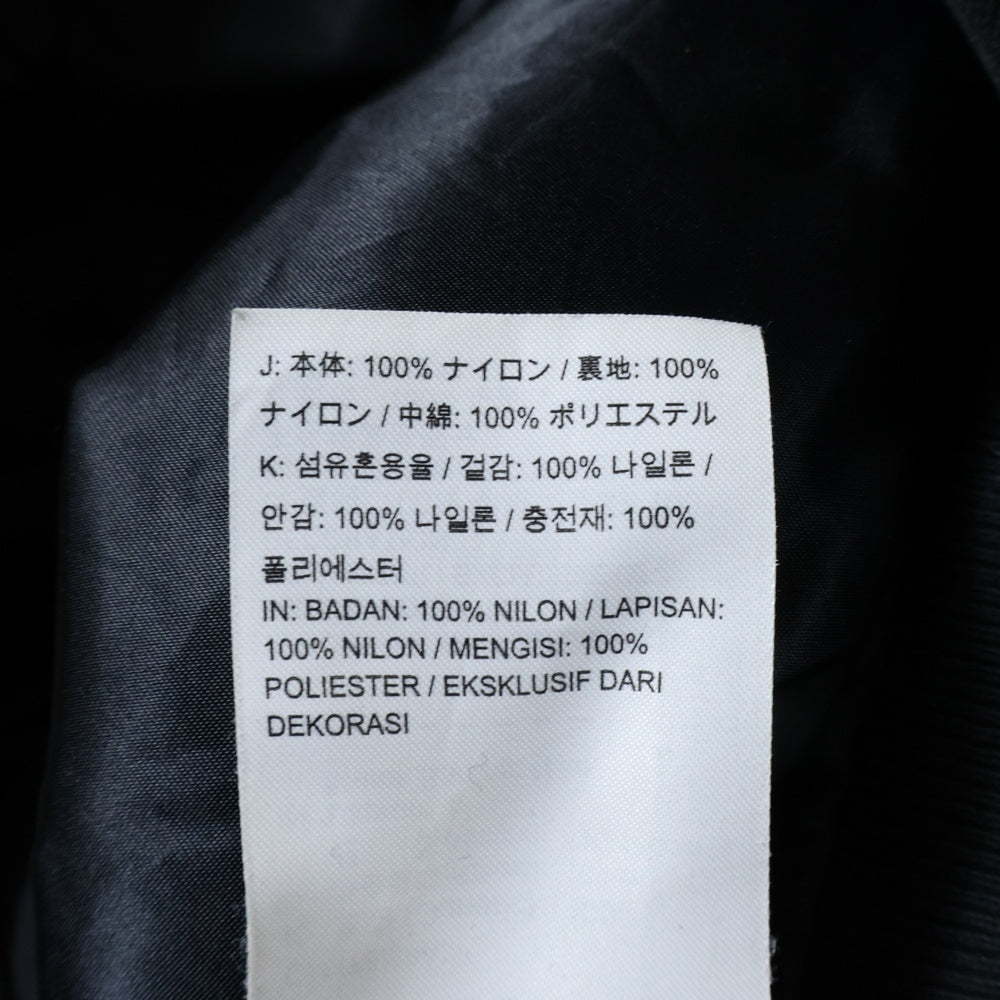 J: 本体: 100% ナイロン / 裏地: 100%
ナイロン / 中綿: 100% ポリエステル
K: 섬유혼용율 / 겉감: 100% 나일론 /
안감: 100% 나일론 / 충전재: 100%
폴리에스터
IN: BADAN: 100% NILON / LAPISAN:
100% NILON / MENGISI: 100%
POLIESTER / EKSKLUSIF DARI
DEKORASI